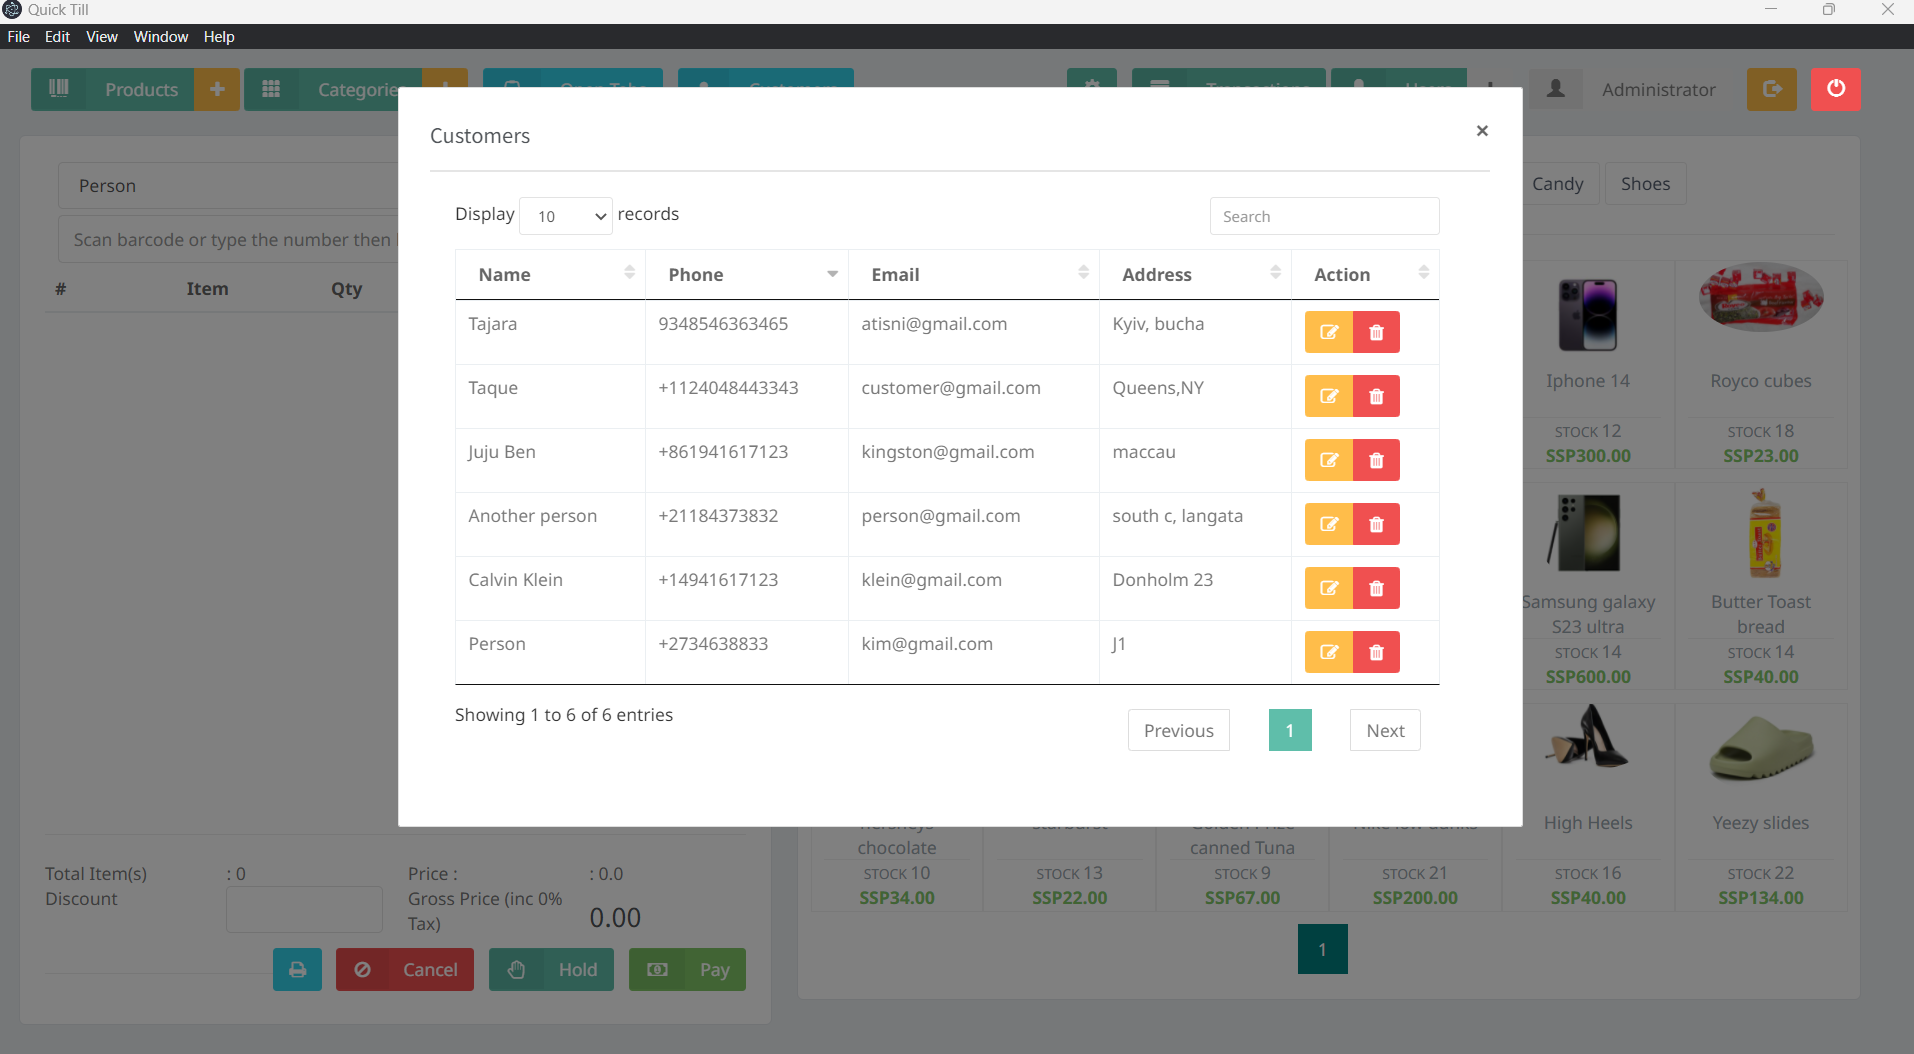 Quick Till
File Edit View Window Help
Products Categorie
Administrator
Person
Scan barcode or type the number then
# Item Qty
Customers
Display 10 records
Search
Name Phone Email Address Action
Tajara 9348546363465 atisni@gmail.com Kyiv, bucha
Taque +1124048443343 customer@gmail.com Queens,NY
Juju Ben +861941617123 kingston@gmail.com maccau
Another person +21184373832 person@gmail.com south c, langata
Calvin Klein +14941617123 klein@gmail.com Donholm 23
Person +2734638833 kim@gmail.com J1
Showing 1 to 6 of 6 entries
Previous 1 Next
Candy Shoes
Iphone 14 Royco cubes
STOCK 12 STOCK 18
SSP300.00 SSP23.00
Samsung galaxy Butter Toast
S23 ultra bread
STOCK 14 STOCK 14
SSP600.00 SSP40.00
High Heels Yeezy slides
chocolate canned Tuna
STOCK 10 STOCK 13 STOCK 9 STOCK 21 STOCK 16 STOCK 22
SSP34.00 SSP22.00 SSP67.00 SSP200.00 SSP40.00 SSP134.00
1
Total Item(s) : 0 Price : : 0.0
Discount Gross Price (inc 0%
Tax) 0.00
Cancel Hold Pay